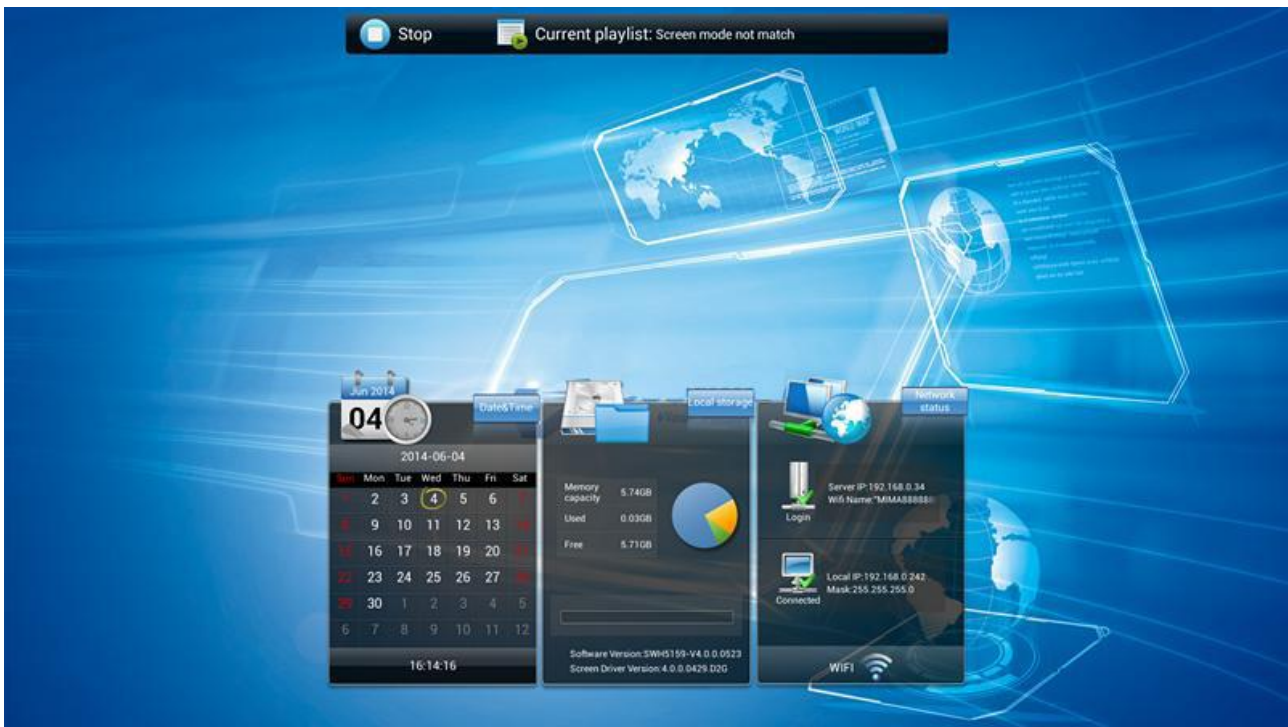 Stop
Current playlist: Screen mode not match
WORLD MAP
Jun 2014
04
Date&Time
2014-06-04
Sun Mon Tue Wed Thu Fri Sat
1 2 3 4 5 6 7
8 9 10 11 12 13 14
15 16 17 18 19 20 21
22 23 24 25 26 27 28
29 30 1 2 3 4 5
6 7 8 9 10 11 12
16:14:16
Local storage
Memory
capacity 5.74GB
Used 0.03GB
Free 5.71GB
Software Version:SWH5159-V4.0.0.0523
Screen Driver Version:4.0.0.0429.D2G
Network
status
Server IP:192.168.0.34
Wifi Name:"MIMA888888
Login
Local IP:192.168.0.242
Mask:255.255.255.0
Connected
WIFI